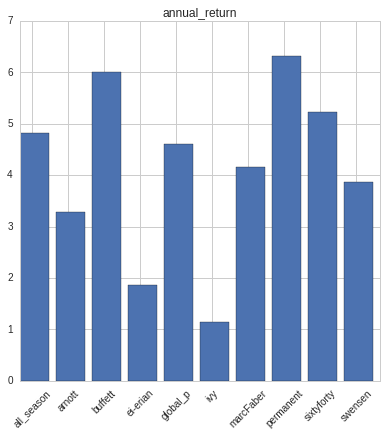 annual_return
7
6
5
4
3
2
1
0
all_season
arnott
buffett
el-erian
global_p
ivy
marcFaber
permanent
sixtyforty
swensen